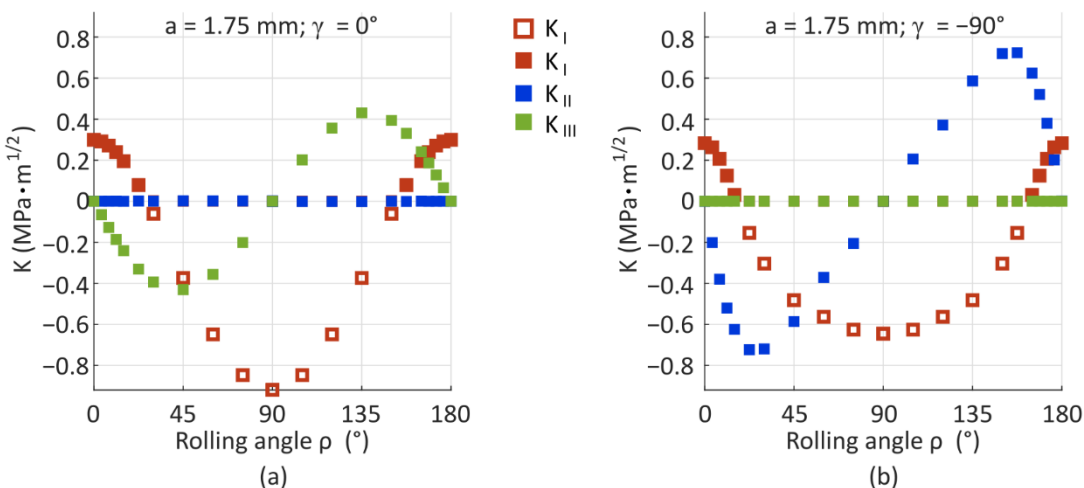 a = 1.75 mm; γ = 0°
0.8
0.6
0.4
0.2
0
−0.2
−0.4
−0.6
−0.8
K (MPa•m1/2)
0 45 90 135 180
Rolling angle ρ (°)
(a)
K I
K I
K II
K III
a = 1.75 mm; γ = −90°
0.8
0.6
0.4
0.2
0
−0.2
−0.4
−0.6
−0.8
K (MPa•m1/2)
0 45 90 135 180
Rolling angle ρ (°)
(b)